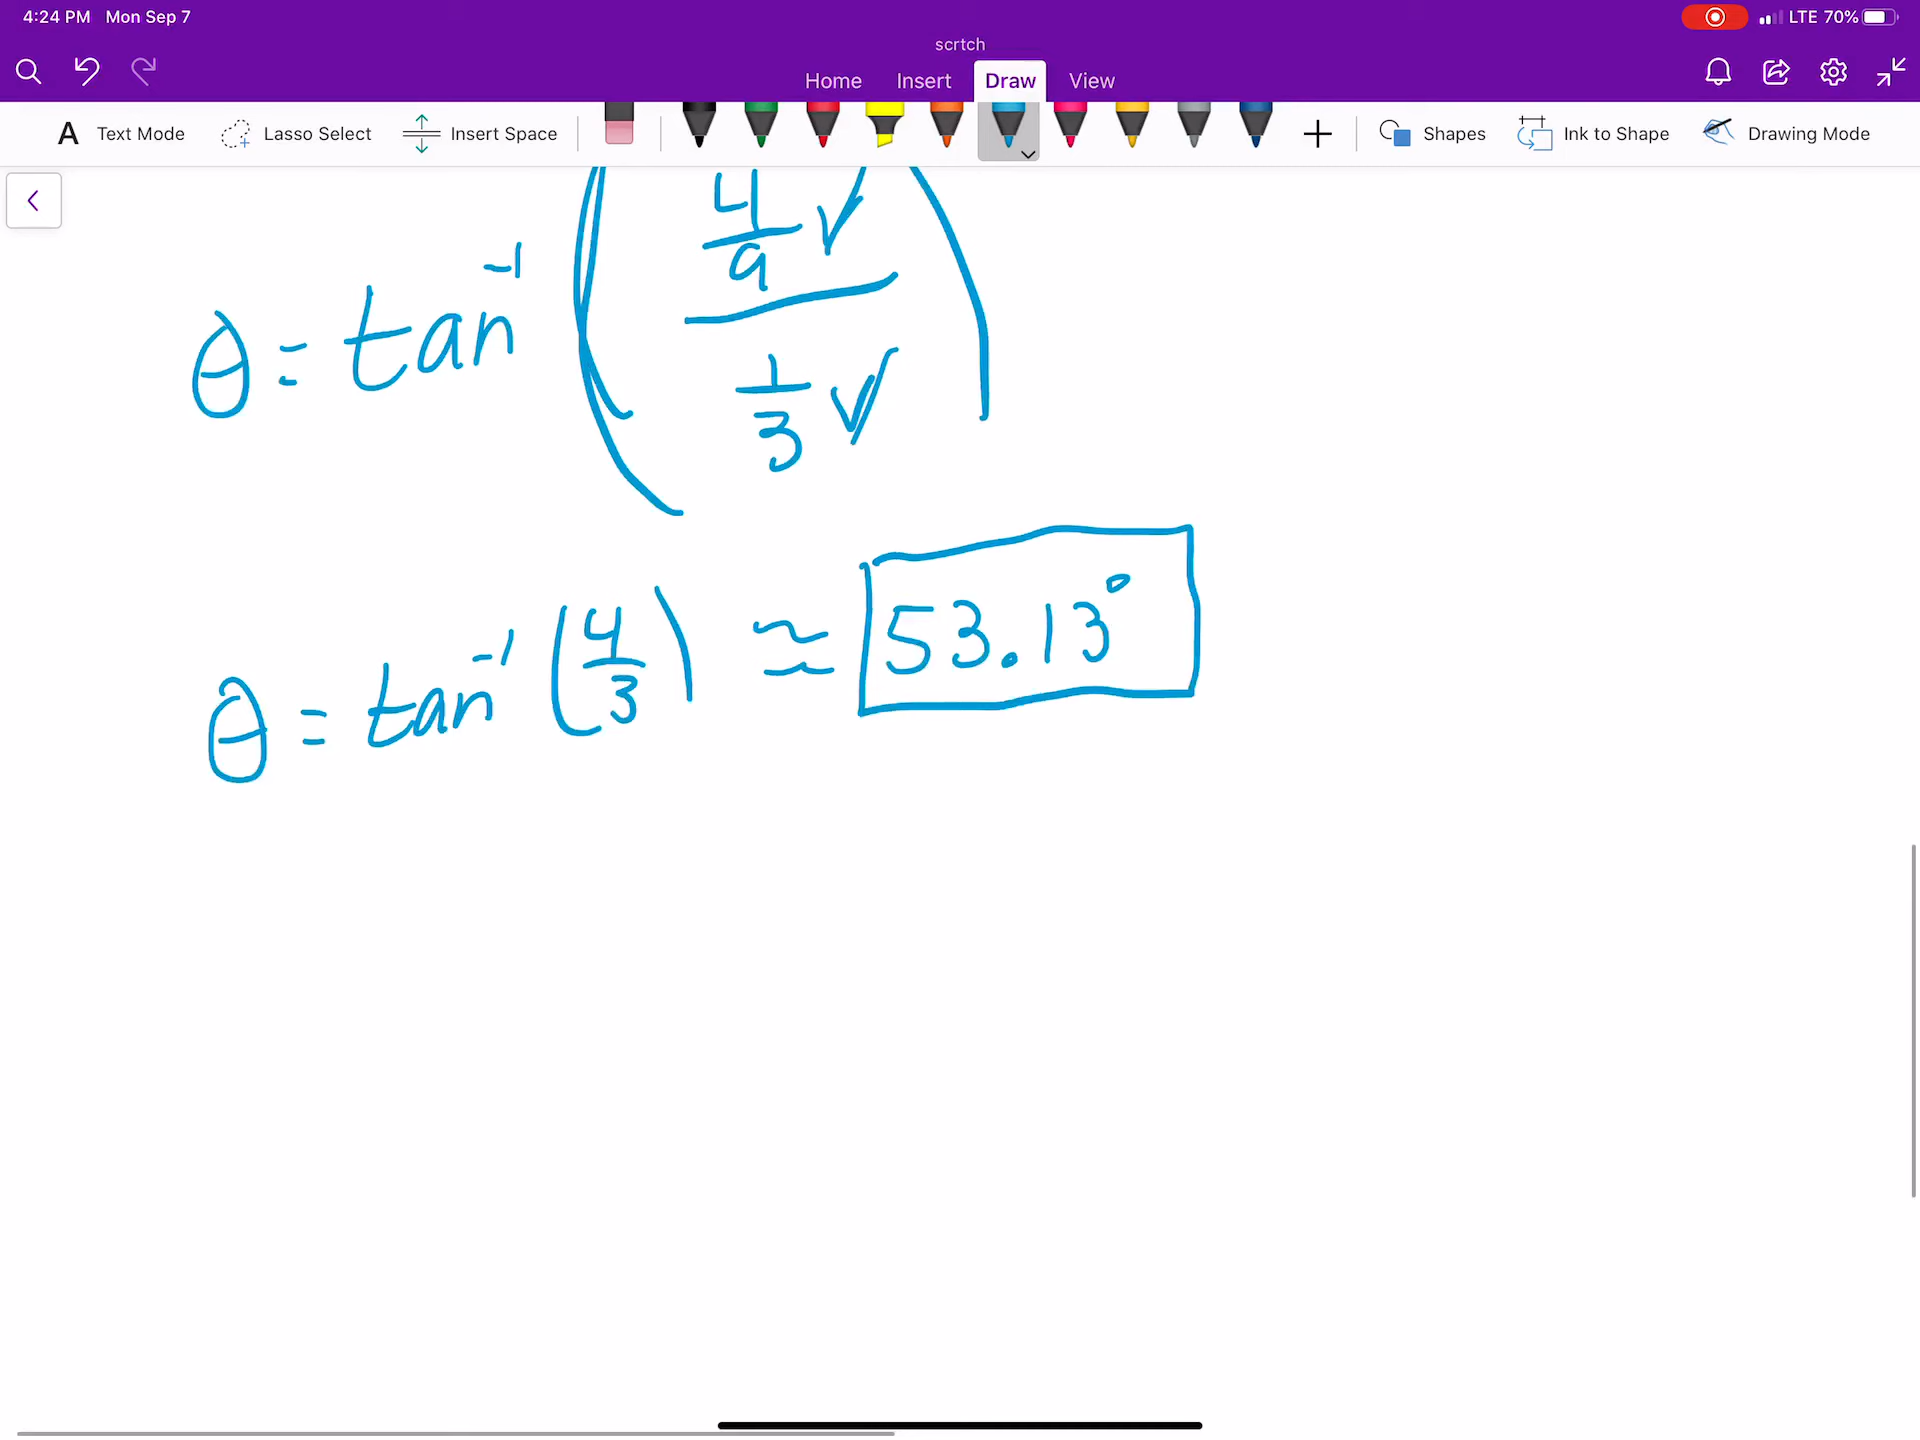 4:24 PM Mon Sep 7
LTE 70%
scrtch
Home Insert Draw View
A Text Mode Lasso Select Insert Space Shapes Ink to Shape Drawing Mode
4
9 V
θ = tan⁻¹ ( )
1
3 V
θ = tan⁻¹ (4/3) ≈ 53.13°